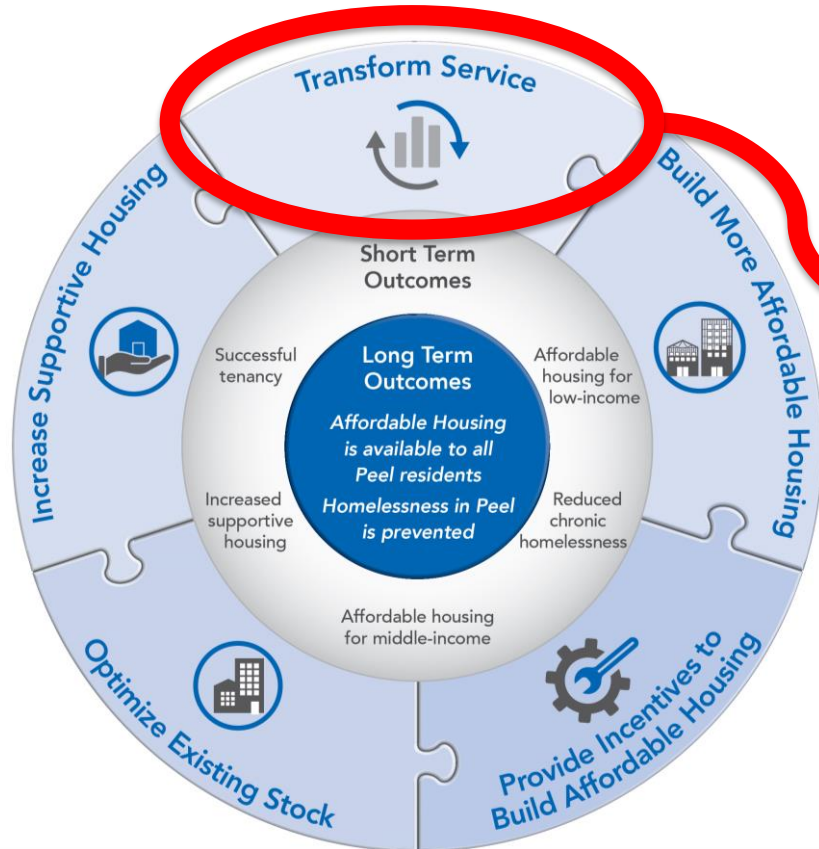 Transform Service
Build More Affordable Housing
Provide Incentives to
Build Affordable Housing
Optimize Existing Stock
Increase Supportive Housing
Short Term
Outcomes
Affordable
housing for
low-income
Reduced
chronic
homelessness
Affordable housing
for middle-income
Increased
supportive
housing
Successful
tenancy
Long Term
Outcomes
Affordable Housing
is available to all
Peel residents
Homelessness in Peel
is prevented